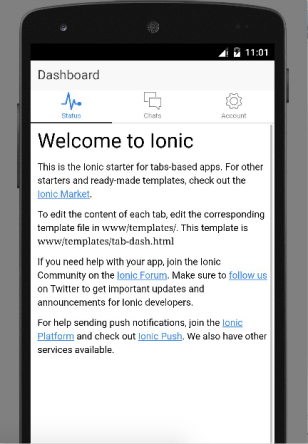 11:01
Dashboard
Status Chats Account
Welcome to Ionic
This is the Ionic starter for tabs-based apps. For other
starters and ready-made templates, check out the
Ionic Market.
To edit the content of each tab, edit the corresponding
template file in www/templates/. This template is
www/templates/tab-dash.html
If you need help with your app, join the Ionic
Community on the Ionic Forum. Make sure to follow us
on Twitter to get important updates and
announcements for Ionic developers.
For help sending push notifications, join the Ionic
Platform and check out Ionic Push. We also have other
services available.